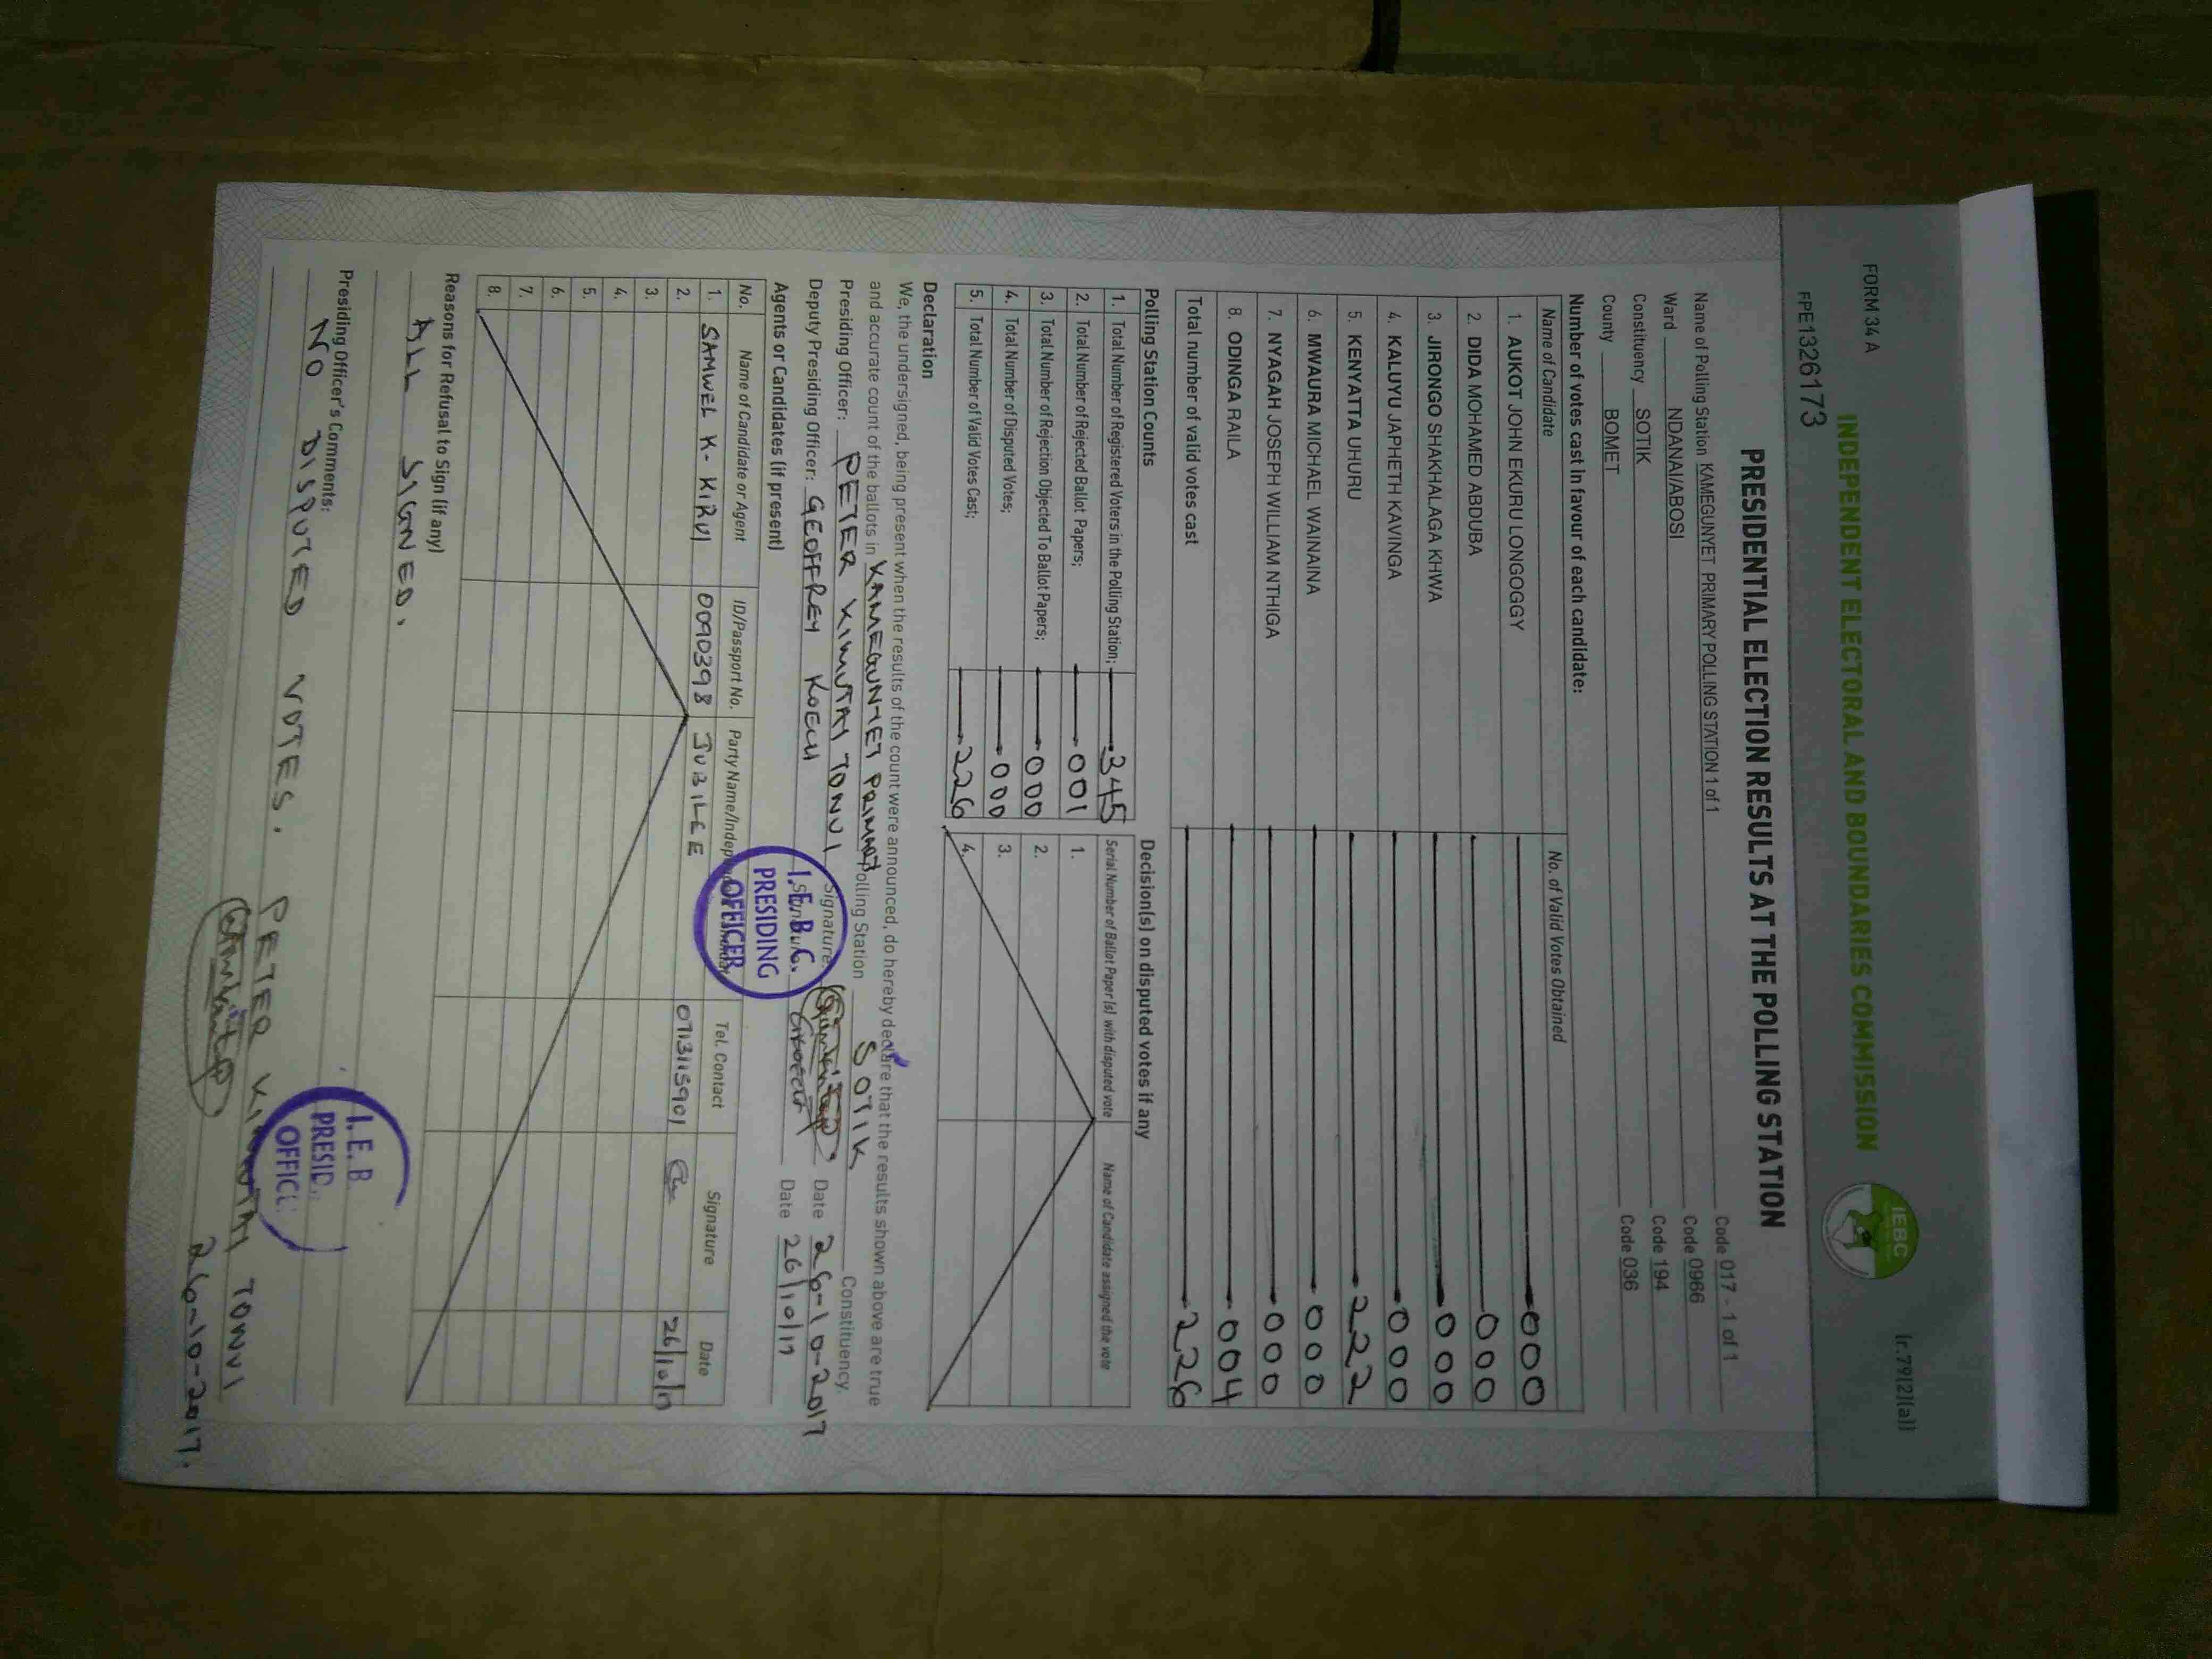 FORM 34 A
(r.79(2)(a))
INDEPENDENT ELECTORAL AND BOUNDARIES COMMISSION
IEBC
FPE1326173
PRESIDENTIAL ELECTION RESULTS AT THE POLLING STATION
Name of Polling Station KAMEGUNYET PRIMARY POLLING STATION 1 of 1 Code 017 - 1 of 1
Ward NDANAI/ABOSI Code 0966
Constituency SOTIK Code 194
County BOMET Code 036
Number of votes cast in favour of each candidate:
Name of Candidate No. of Valid Votes Obtained
1. AUKOT JOHN EKURU LONGOGGY 000
2. DIDA MOHAMED ABDUBA 000
3. JIRONGO SHAKHALAGA KHWA 000
4. KALUYU JAPHETH KAVINGA 000
5. KENYATTA UHURU 222
6. MWAURA MICHAEL WAINAINA 000
7. NYAGAH JOSEPH WILLIAM NTHIGA 000
8. ODINGA RAILA 004
Total number of valid votes cast 226
Polling Station Counts
1. Total Number of Registered Voters in the Polling Station; 345
2. Total Number of Rejected Ballot Papers; 001
3. Total Number of Rejection Objected To Ballot Papers; 000
4. Total Number of Disputed Votes; 000
5. Total Number of Valid Votes Cast; 226
Decision(s) on disputed votes if any
Serial Number of Ballot Paper (s) with disputed vote Name of Candidate assigned the vote
1.
2.
3.
4.
Declaration
We, the undersigned, being present when the results of the count were announced, do hereby declare that the results shown above are true
and accurate count of the ballots in KAMEGUNYET PRIMARY Polling Station SOTIK Constituency.
Presiding Officer: PETER KIMUTAI TONUI Signature: Date 26-10-2017
Deputy Presiding Officer: GEOFFREY KOECH Date 26/10/17
I.E.B.C.
PRESIDING
OFFICER
Agents or Candidates (if present)
No. Name of Candidate or Agent ID/Passport No. Party Name/Independent Tel. Contact Signature Date
1. SAMWEL K. KIRUI 0090398 JUBILEE 0713115901 26/10/17
2.
3.
4.
5.
6.
7.
8.
Reasons for Refusal to Sign (if any)
ALL SIGNED.
Presiding Officer's Comments:
NO DISPUTED VOTES. PETER KIMUTAI TONUI
26-10-2017.
I.E.B
PRESID
OFFIC